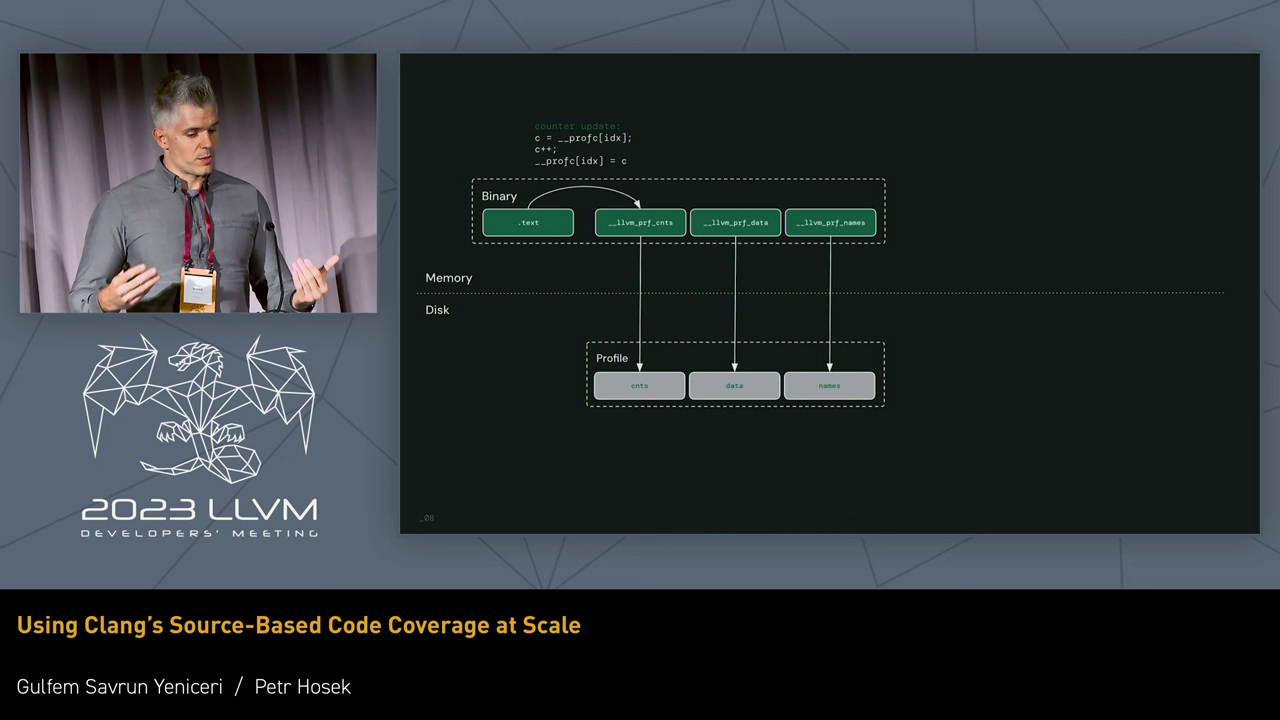 counter update:
c = __profc[idx];
c++;
__profc[idx] = c
Binary
.text
__llvm_prf_cnts
__llvm_prf_data
__llvm_prf_names
Memory
Disk
Profile
cnts
data
names
_08
2023 LLVM
DEVELOPERS' MEETING
Using Clang's Source-Based Code Coverage at Scale
Gulfem Savrun Yeniceri / Petr Hosek